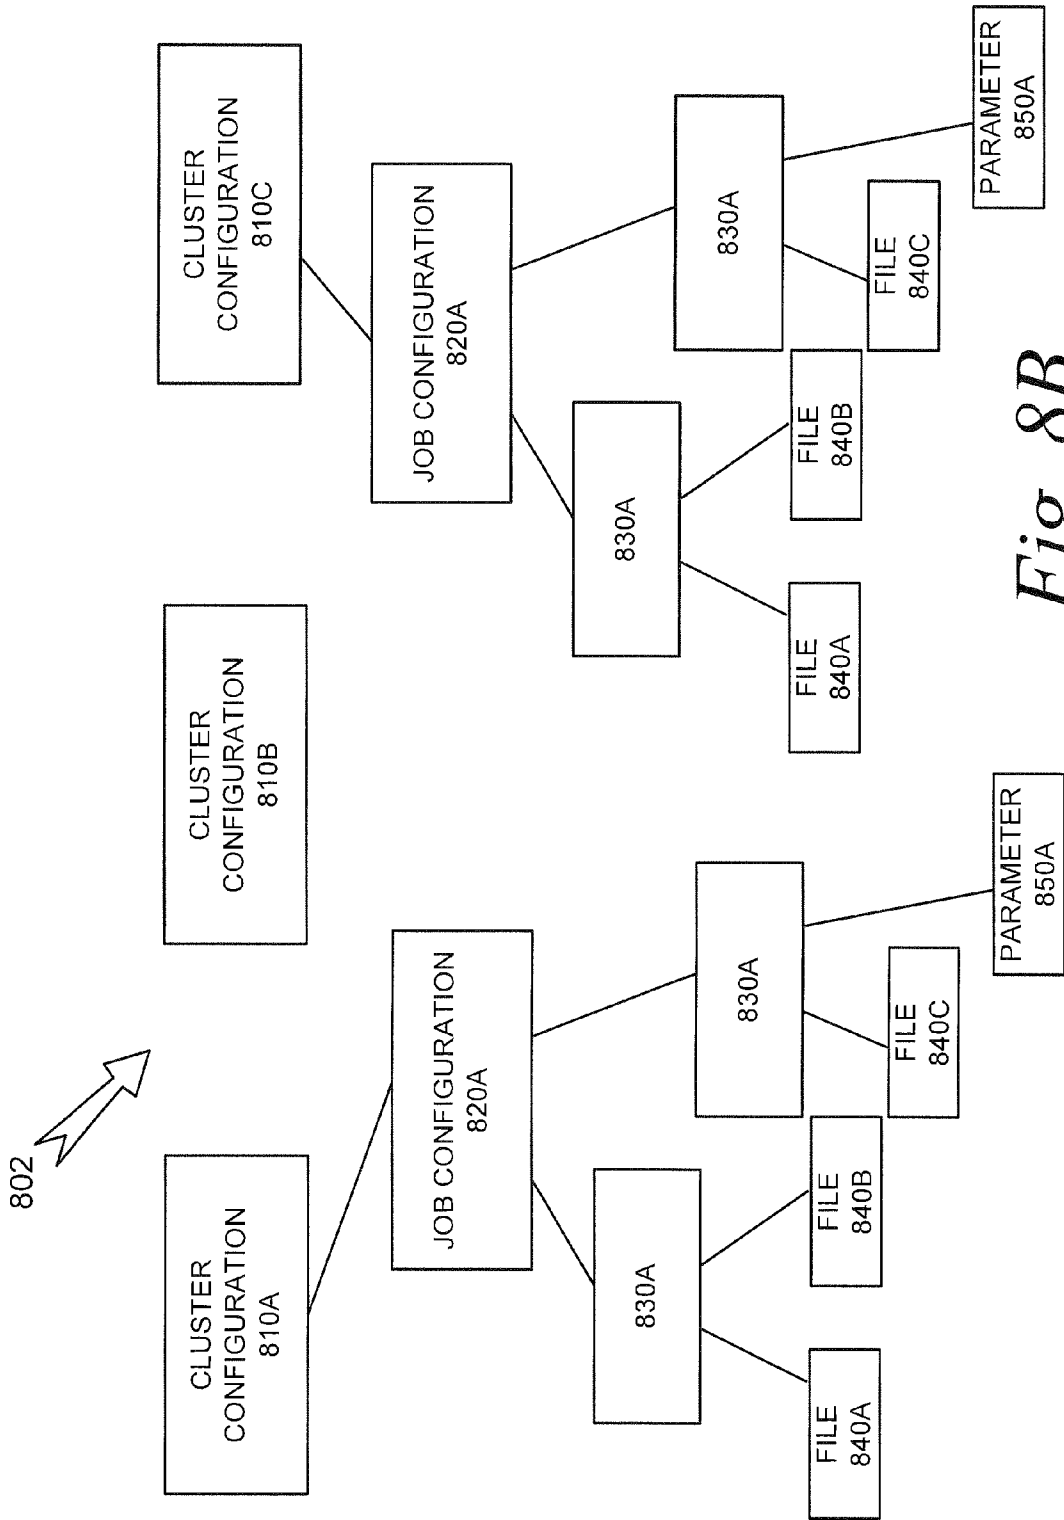 802
CLUSTER
CONFIGURATION
810A
CLUSTER
CONFIGURATION
810B
CLUSTER
CONFIGURATION
810C
JOB CONFIGURATION
820A
JOB CONFIGURATION
820A
830A
830A
830A
830A
FILE
840A
FILE
840B
FILE
840C
PARAMETER
850A
FILE
840A
FILE
840B
FILE
840C
PARAMETER
850A
Fig. 8B